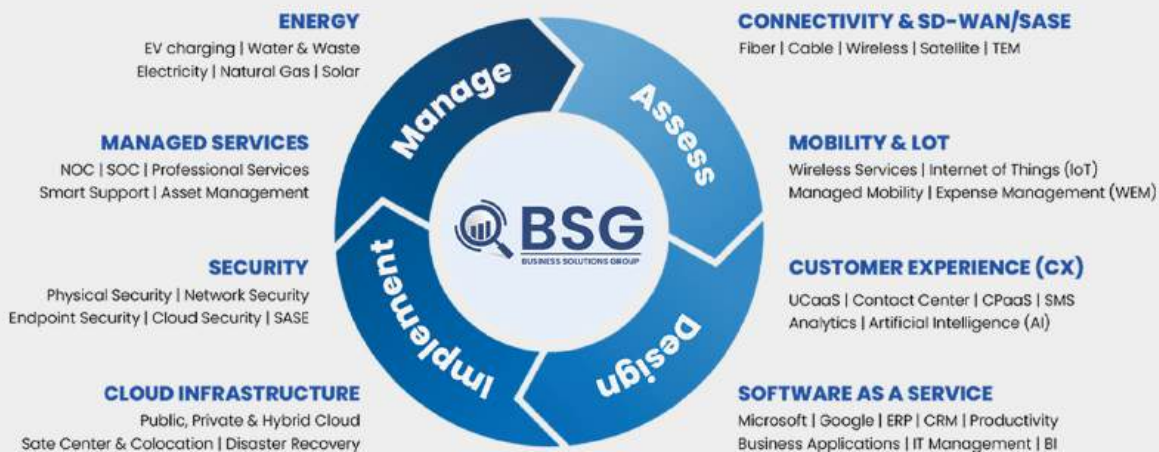 ENERGY
EV charging | Water & Waste
Electricity | Natural Gas | Solar
MANAGED SERVICES
NOC | SOC | Professional Services
Smart Support | Asset Management
SECURITY
Physical Security | Network Security
Endpoint Security | Cloud Security | SASE
CLOUD INFRASTRUCTURE
Public, Private & Hybrid Cloud
Sate Center & Colocation | Disaster Recovery
Manage
Assess
Design
Implement
BSG
BUSINESS SOLUTIONS GROUP
CONNECTIVITY & SD-WAN/SASE
Fiber | Cable | Wireless | Satellite | TEM
MOBILITY & LOT
Wireless Services | Internet of Things (IoT)
Managed Mobility | Expense Management (WEM)
CUSTOMER EXPERIENCE (CX)
UCaaS | Contact Center | CPaaS | SMS
Analytics | Artificial Intelligence (AI)
SOFTWARE AS A SERVICE
Microsoft | Google | ERP | CRM | Productivity
Business Applications | IT Management | BI